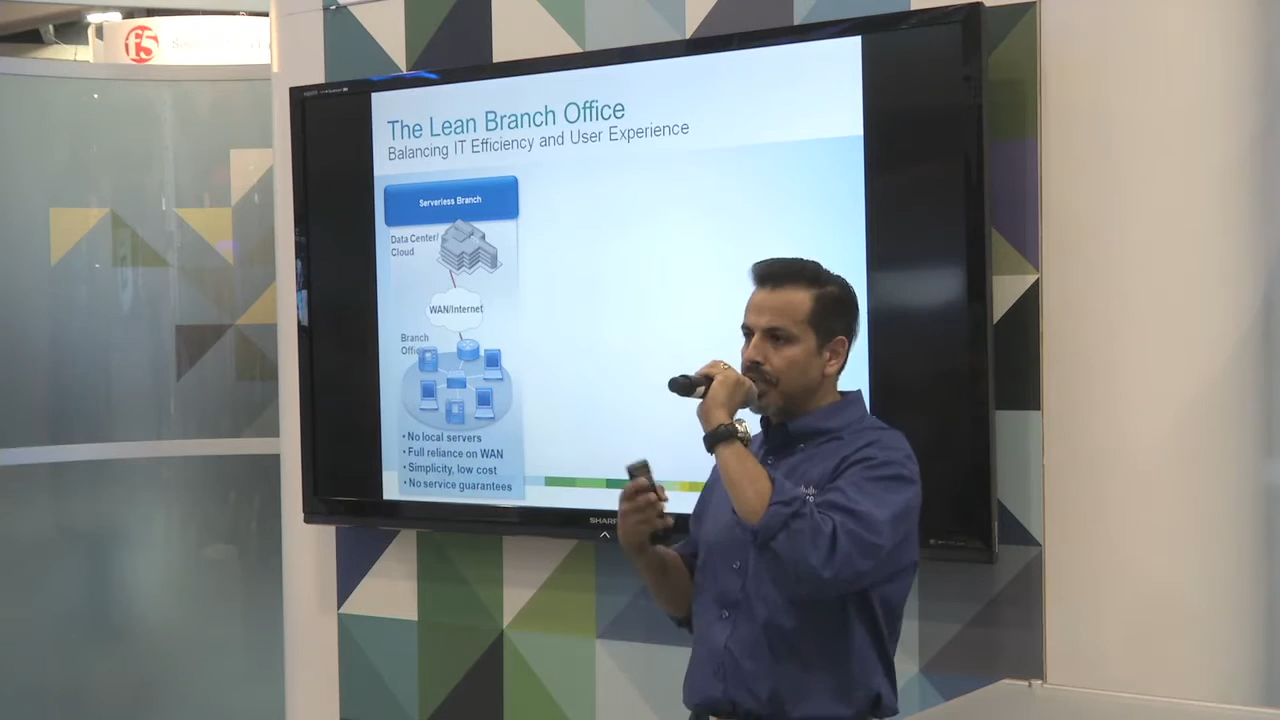 f5
The Lean Branch Office
Balancing IT Efficiency and User Experience
Serverless Branch
Data Center/
Cloud
WAN/Internet
Branch
• No local servers
• Full reliance on WAN
• Simplicity, low cost
• No service guarantees
SHARP